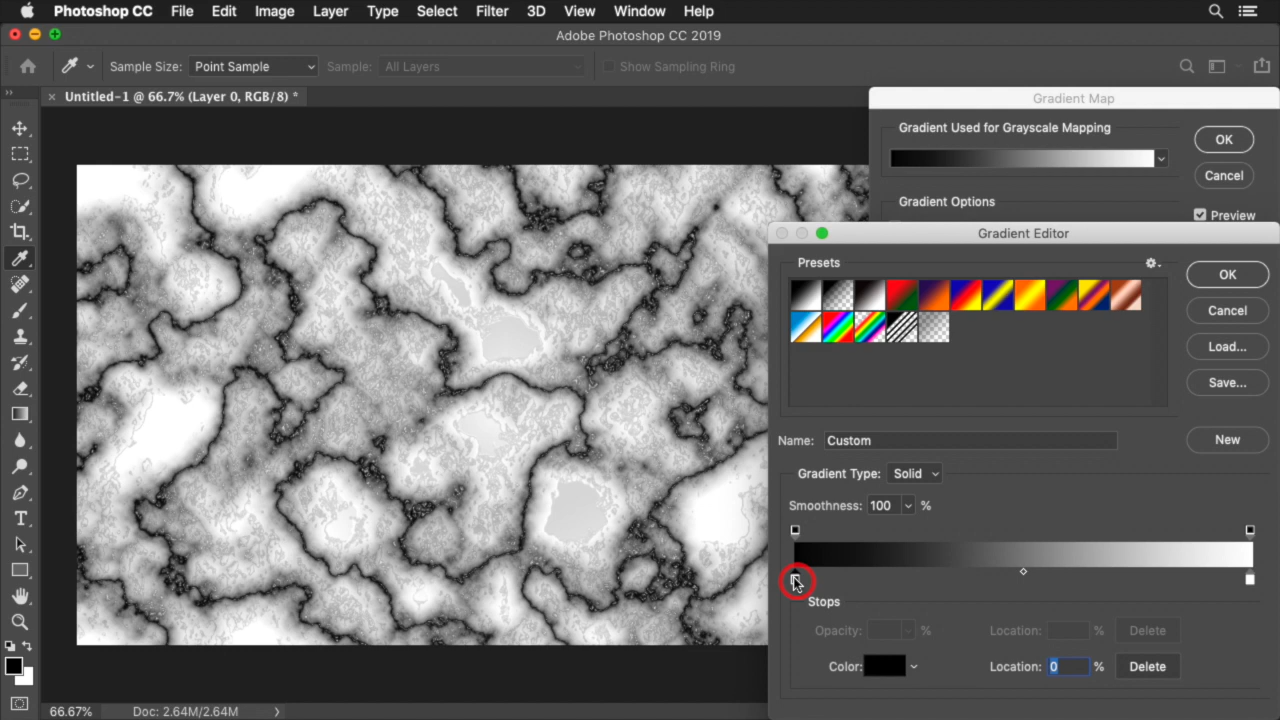 Photoshop CC File Edit Image Layer Type Select Filter 3D View Window Help
Adobe Photoshop CC 2019
Sample Size: Point Sample Sample: All Layers Show Sampling Ring
Untitled-1 @ 66.7% (Layer 0, RGB/8) *
Gradient Map
Gradient Used for Grayscale Mapping
OK
Cancel
Gradient Options
Preview
Gradient Editor
Presets
OK
Cancel
Load...
Save...
Name: Custom
New
Gradient Type: Solid
Smoothness: 100 %
Stops
Opacity: % Location: % Delete
Color: Location: 0 % Delete
66.67% Doc: 2.64M/2.64M